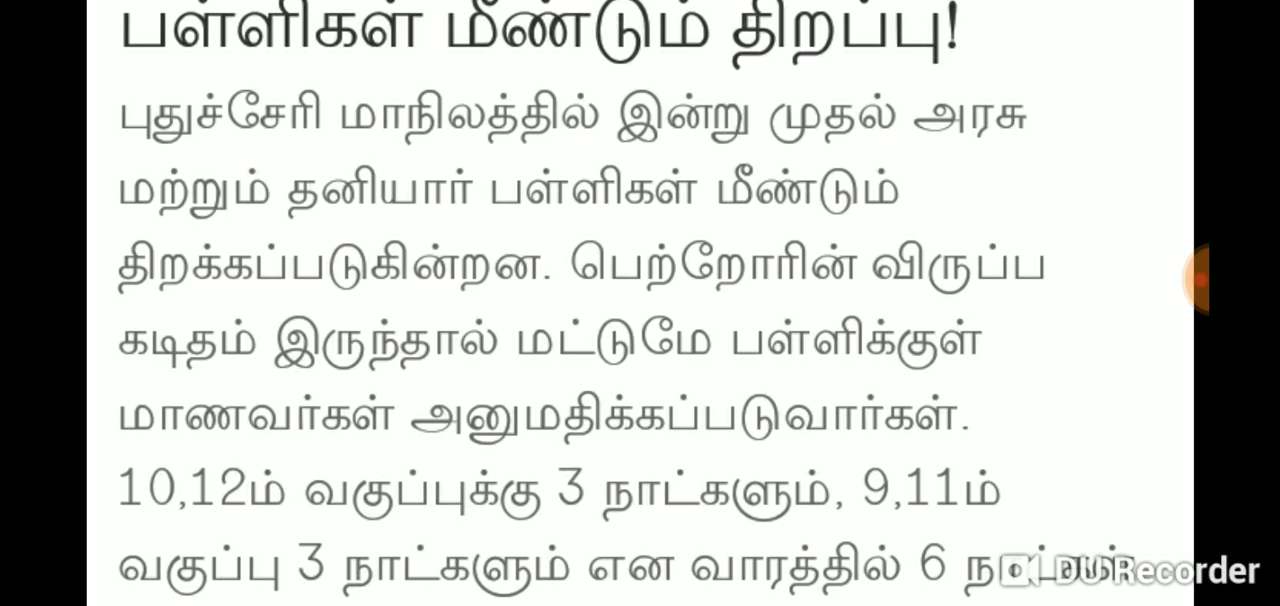 பள்ளிகள் மீண்டும் திறப்பு!
புதுச்சேரி மாநிலத்தில் இன்று முதல் அரசு
மற்றும் தனியார் பள்ளிகள் மீண்டும்
திறக்கப்படுகின்றன. பெற்றோரின் விருப்ப
கடிதம் இருந்தால் மட்டுமே பள்ளிக்குள்
மாணவர்கள் அனுமதிக்கப்படுவார்கள்.
10,12ம் வகுப்புக்கு 3 நாட்களும், 9,11ம்
வகுப்பு 3 நாட்களும் என வாரத்தில் 6
DU Recorder